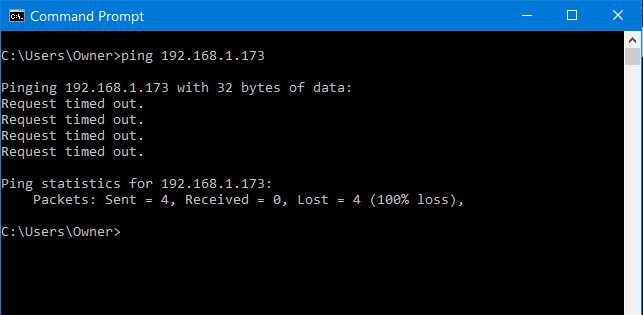 Command Prompt
C:\Users\Owner>ping 192.168.1.173
Pinging 192.168.1.173 with 32 bytes of data:
Request timed out.
Request timed out.
Request timed out.
Request timed out.
Ping statistics for 192.168.1.173:
    Packets: Sent = 4, Received = 0, Lost = 4 (100% loss),
C:\Users\Owner>